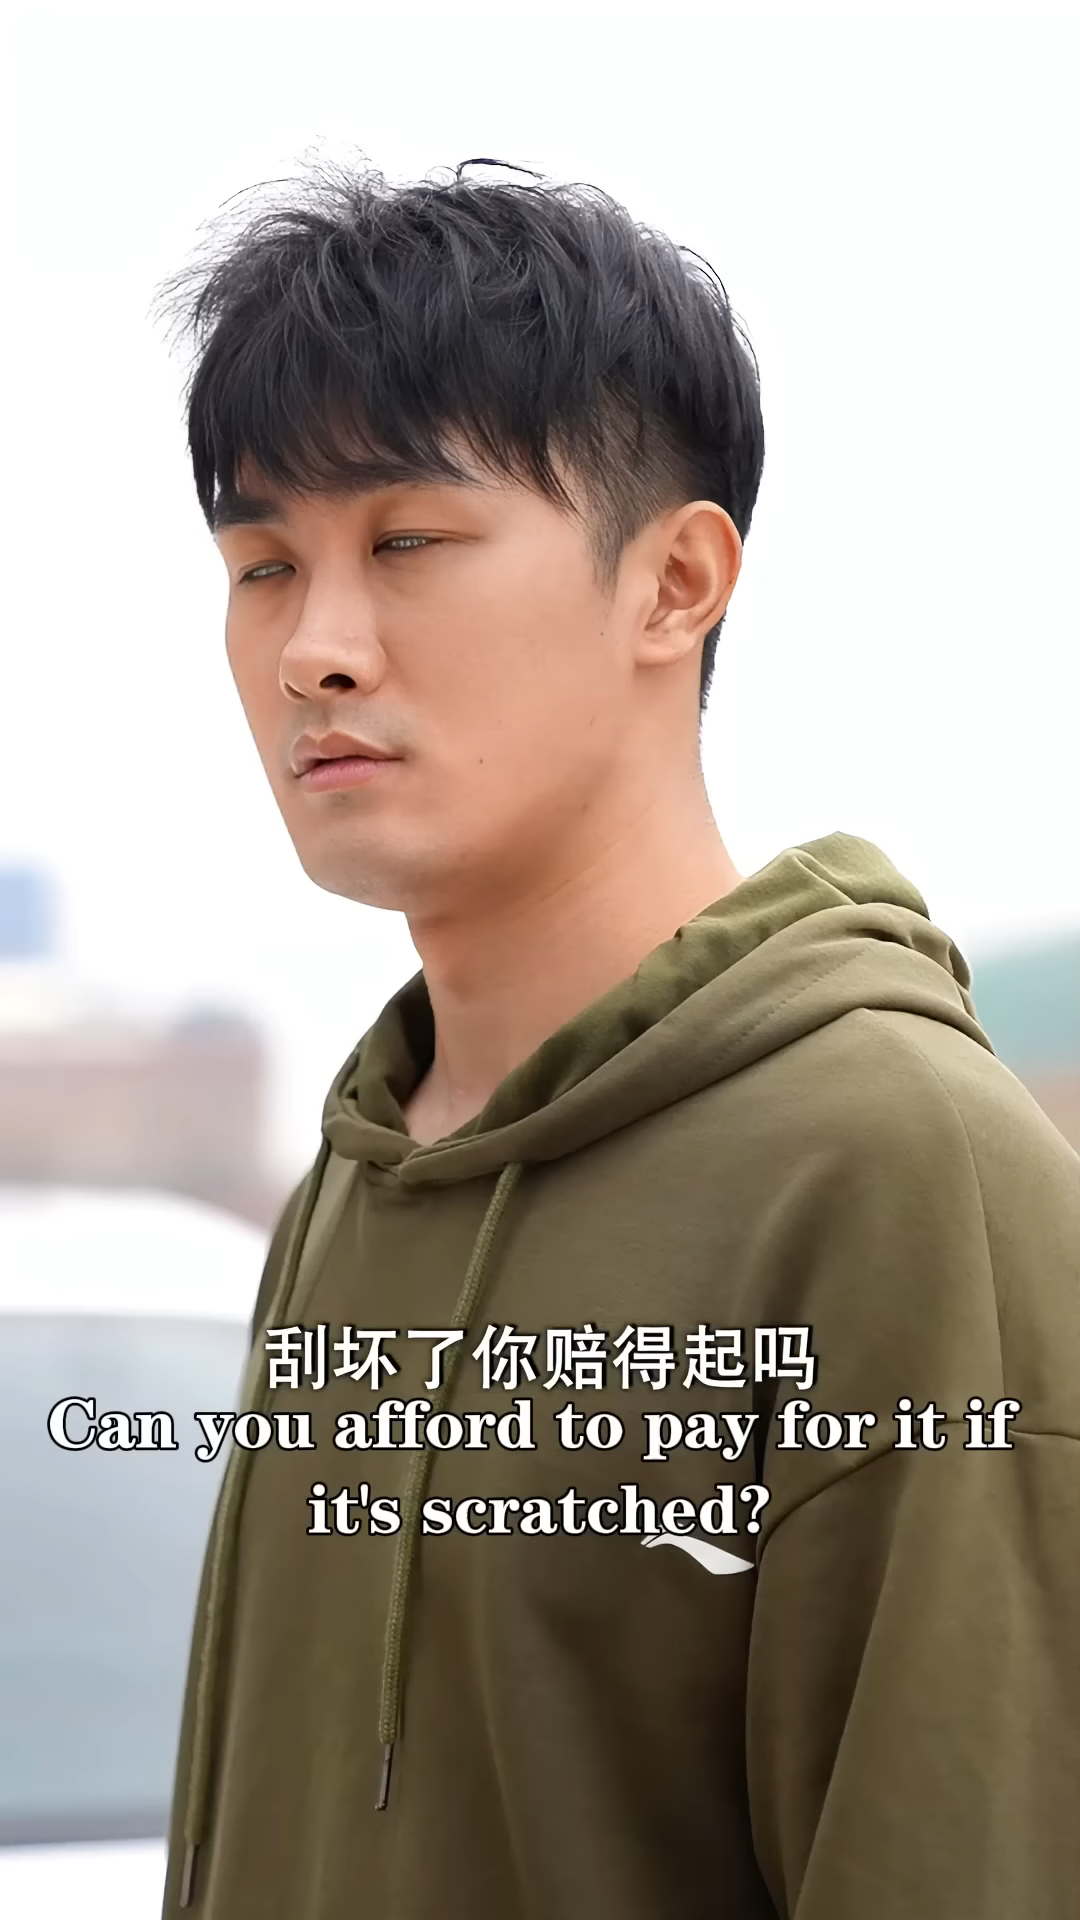 刮坏了你赔得起吗
Can you afford to pay for it if
it's scratched?